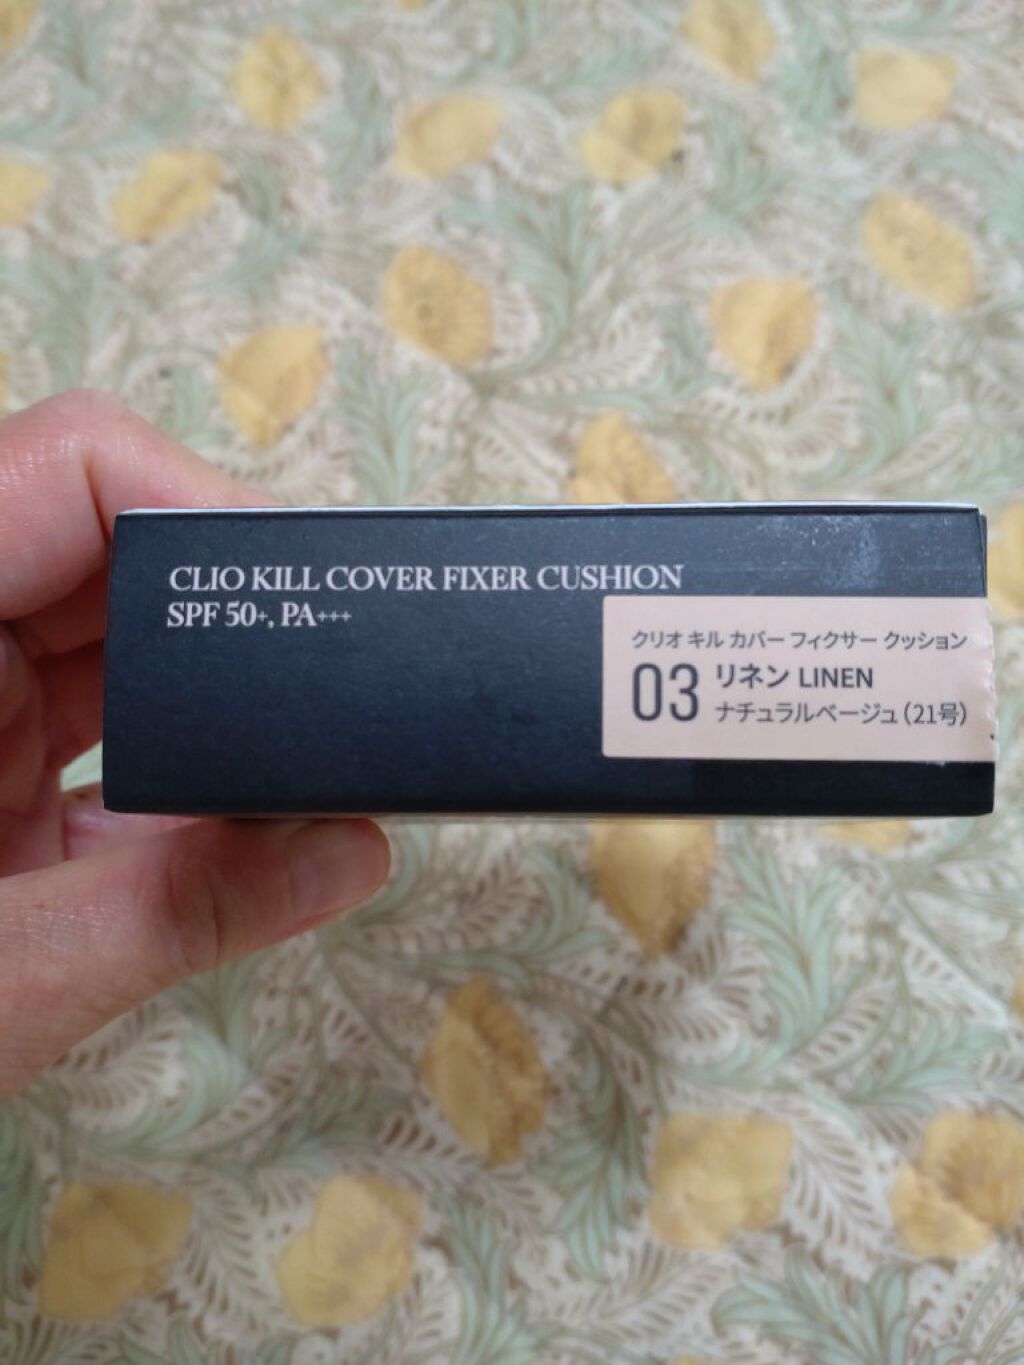 CLIO KILL COVER FIXER CUSHION
SPF 50+, PA+++
クリオ キル カバー フィクサー クッション
03 リネン LINEN
ナチュラルベージュ(21号)